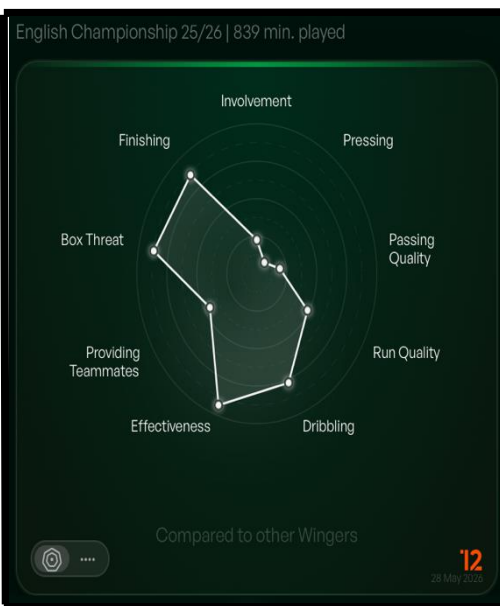 English Championship 25/26 | 839 min. played
Involvement
Finishing
Pressing
Box Threat
Passing
Quality
Providing
Teammates
Run Quality
Effectiveness
Dribbling
Compared to other Wingers
'12
28 May 2026